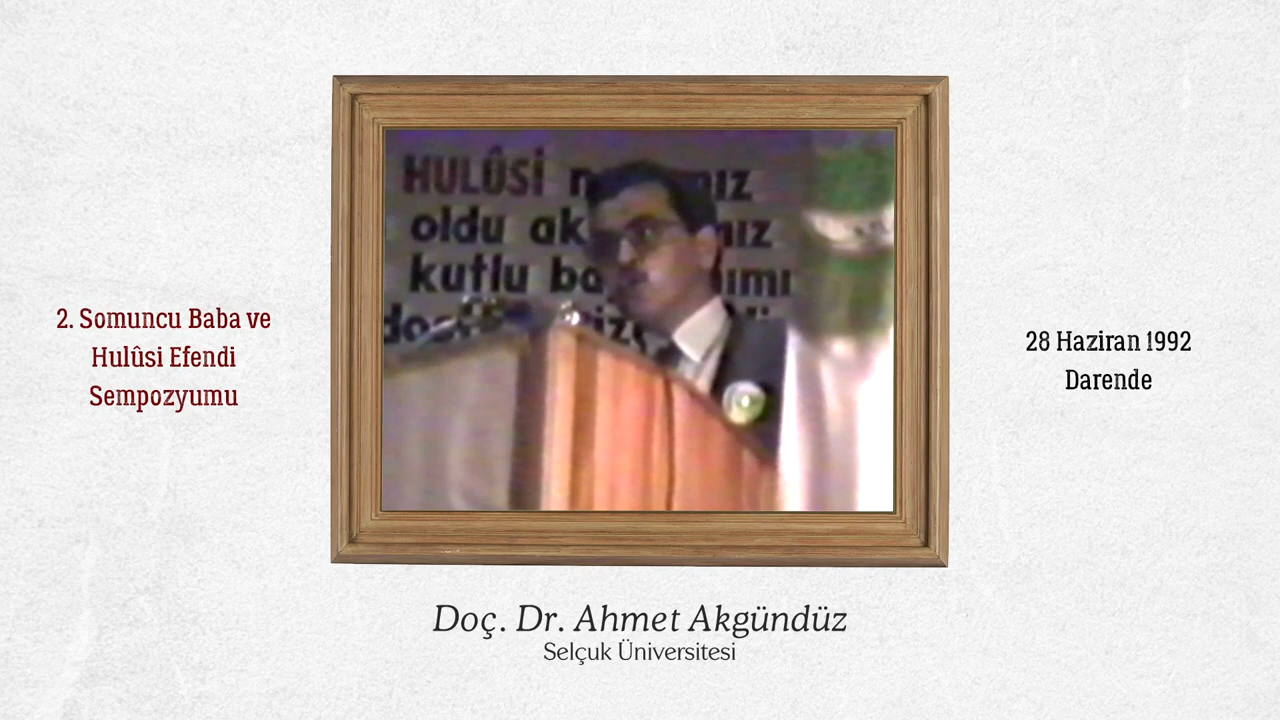 2. Somuncu Baba ve
Hulûsi Efendi
Sempozyumu
HULÛSİ
oldu
kutlu
28 Haziran 1992
Darende
Doç. Dr. Ahmet Akgündüz
Selçuk Üniversitesi